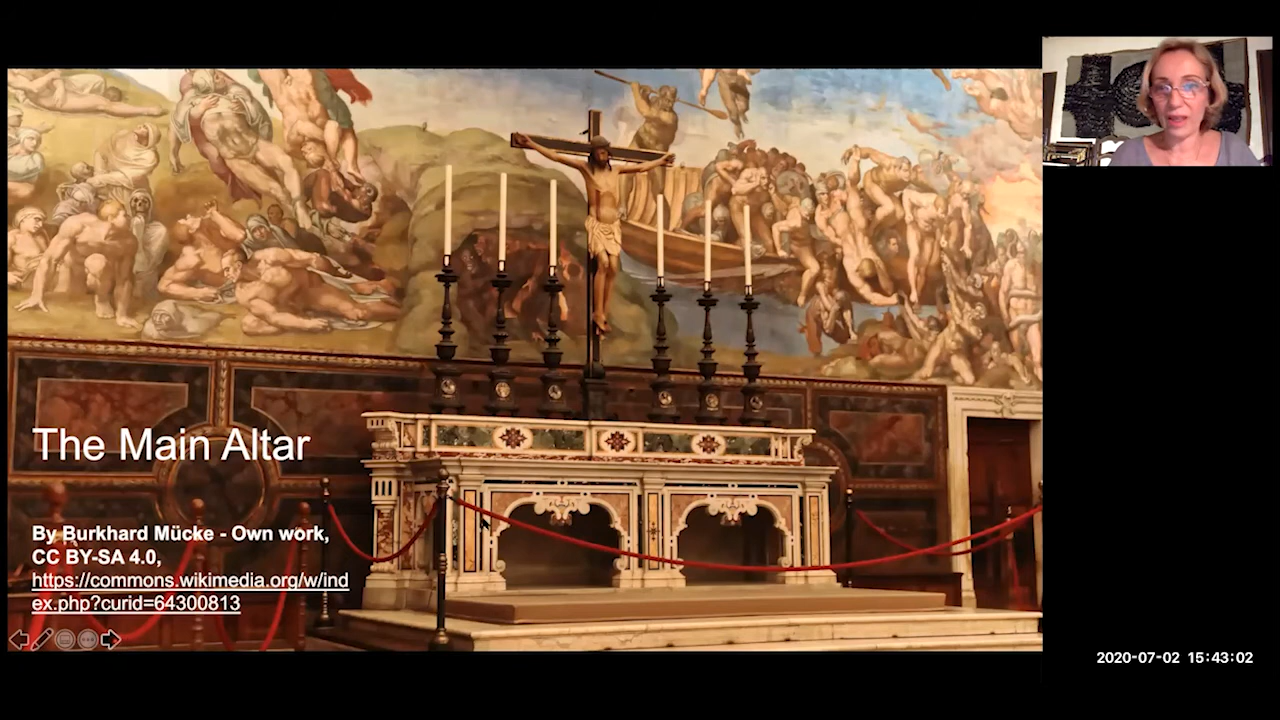 The Main Altar
By Burkhard Mücke - Own work,
CC BY-SA 4.0,
https://commons.wikimedia.org/w/ind
ex.php?curid=64300813
2020-07-02 15:43:02